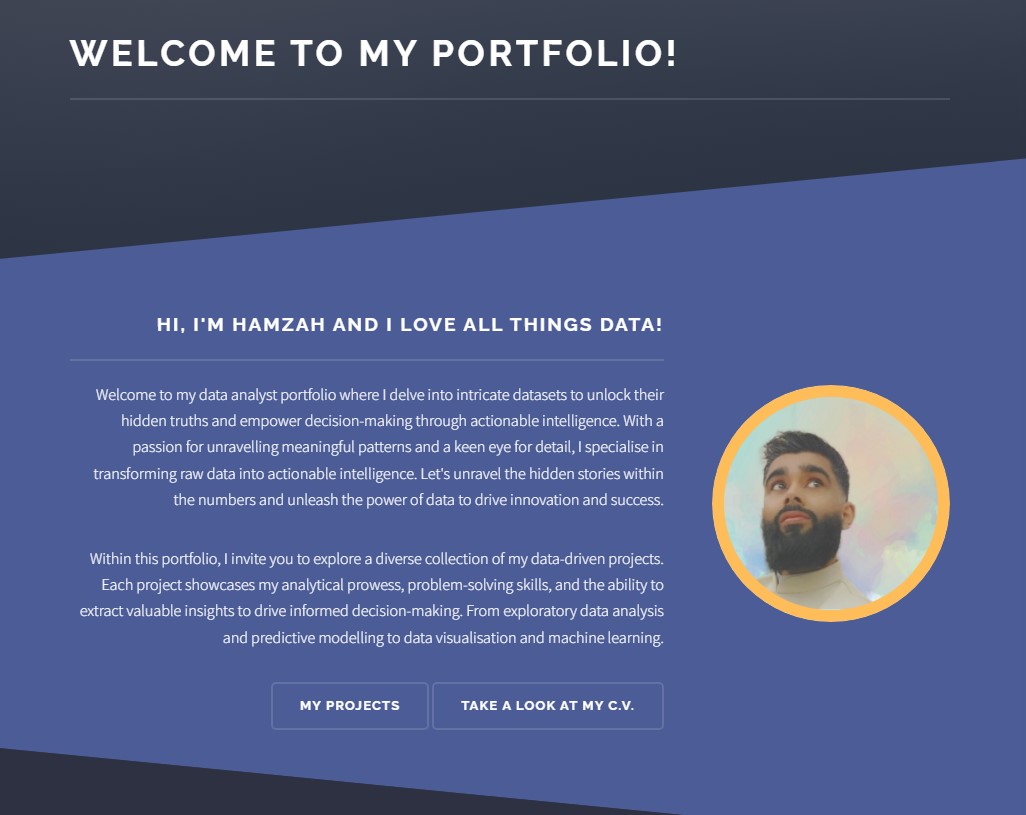 WELCOME TO MY PORTFOLIO!
HI, I'M HAMZAH AND I LOVE ALL THINGS DATA!
Welcome to my data analyst portfolio where I delve into intricate datasets to unlock their
hidden truths and empower decision-making through actionable intelligence. With a
passion for unravelling meaningful patterns and a keen eye for detail, I specialise in
transforming raw data into actionable intelligence. Let's unravel the hidden stories within
the numbers and unleash the power of data to drive innovation and success.
Within this portfolio, I invite you to explore a diverse collection of my data-driven projects.
Each project showcases my analytical prowess, problem-solving skills, and the ability to
extract valuable insights to drive informed decision-making. From exploratory data analysis
and predictive modelling to data visualisation and machine learning.
MY PROJECTS
TAKE A LOOK AT MY C.V.